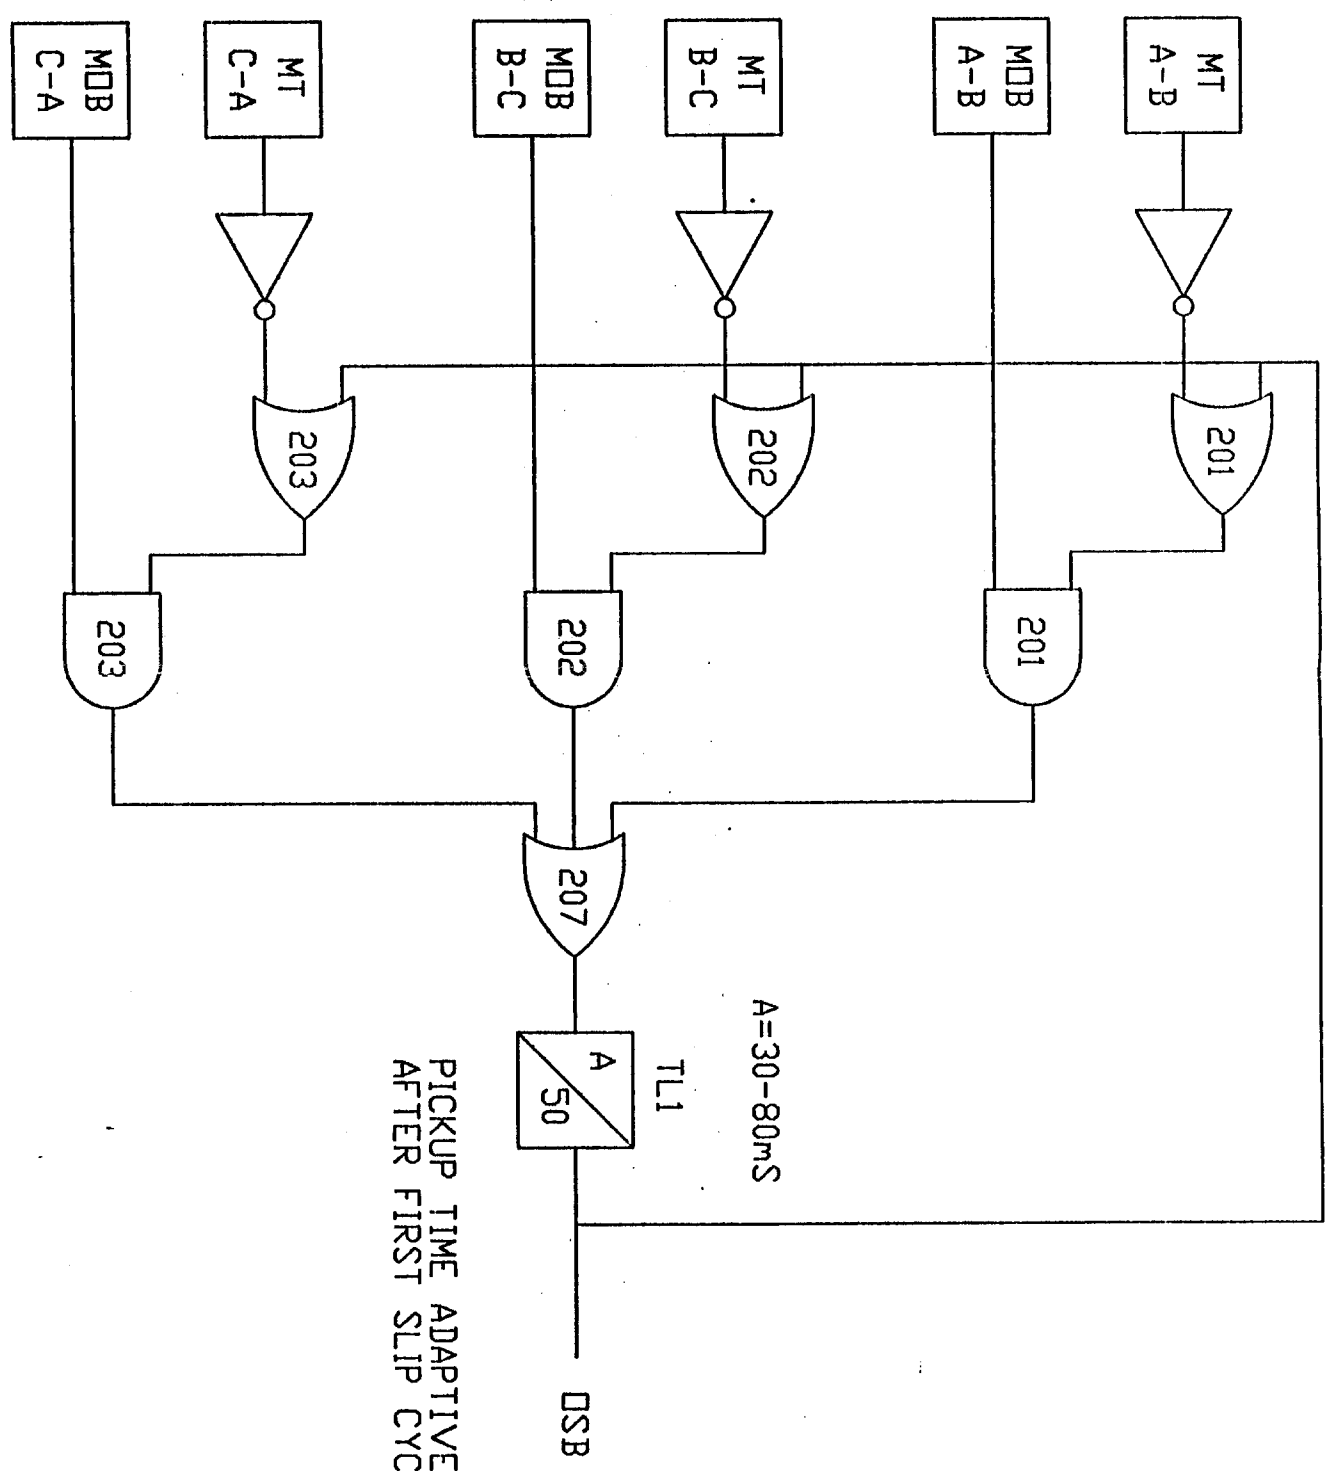 MT
A-B
MOB
A-B
MT
B-C
MOB
B-C
MT
C-A
MOB
C-A
201
201
202
202
203
203
207
A=30-80mS
TL1
A
50
OSB
PICKUP TIME ADAPTIVE
AFTER FIRST SLIP CYC